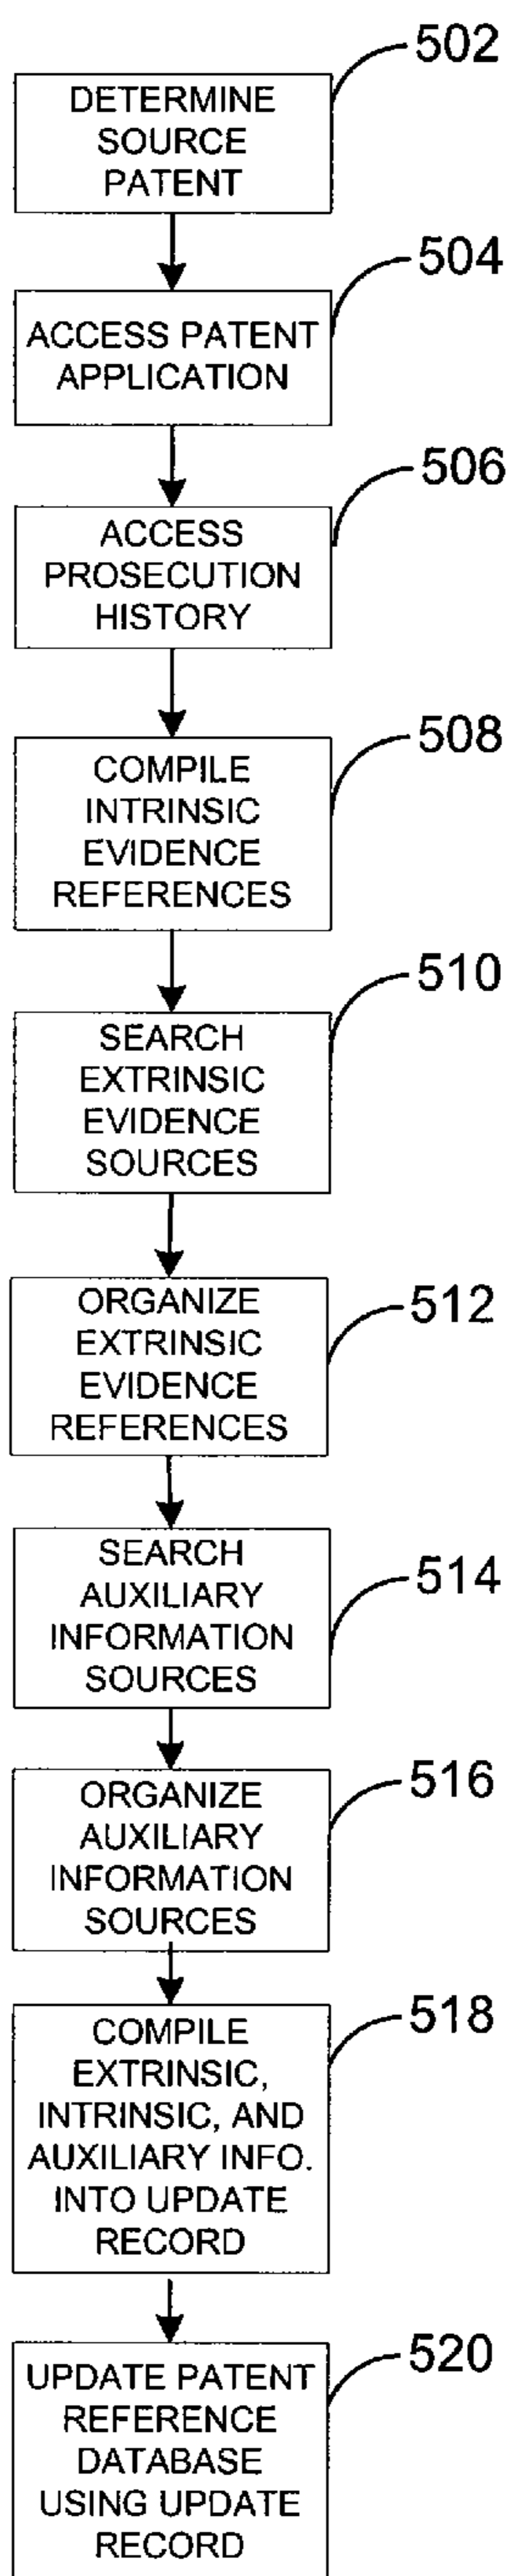 502
DETERMINE
SOURCE
PATENT
504
ACCESS PATENT
APPLICATION
506
ACCESS
PROSECUTION
HISTORY
508
COMPILE
INTRINSIC
EVIDENCE
REFERENCES
510
SEARCH
EXTRINSIC
EVIDENCE
SOURCES
512
ORGANIZE
EXTRINSIC
EVIDENCE
REFERENCES
514
SEARCH
AUXILIARY
INFORMATION
SOURCES
516
ORGANIZE
AUXILIARY
INFORMATION
SOURCES
518
COMPILE
EXTRINSIC,
INTRINSIC, AND
AUXILIARY INFO.
INTO UPDATE
RECORD
520
UPDATE PATENT
REFERENCE
DATABASE
USING UPDATE
RECORD